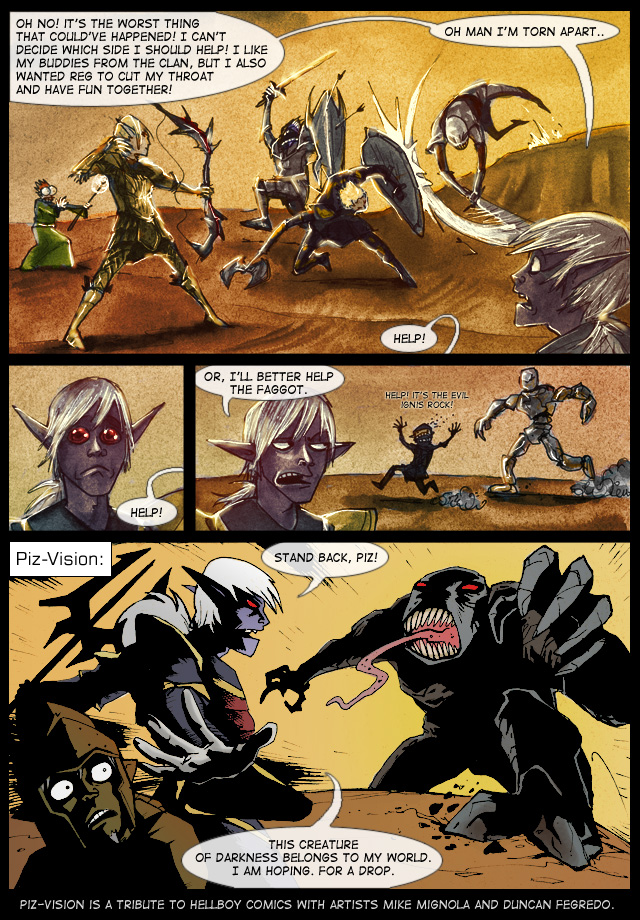 OH NO! IT'S THE WORST THING
THAT COULD'VE HAPPENED! I CAN'T
DECIDE WHICH SIDE I SHOULD HELP! I LIKE
MY BUDDIES FROM THE CLAN, BUT I ALSO
WANTED REG TO CUT MY THROAT
AND HAVE FUN TOGETHER!
OH MAN I'M TORN APART..
HELP!
HELP!
OR, I'LL BETTER HELP
THE FAGGOT.
HELP! IT'S THE EVIL
IGNIS ROCK!
Piz-Vision:
STAND BACK, PIZ!
THIS CREATURE
OF DARKNESS BELONGS TO MY WORLD.
I AM HOPING. FOR A DROP.
PIZ-VISION IS A TRIBUTE TO HELLBOY COMICS WITH ARTISTS MIKE MIGNOLA AND DUNCAN FEGREDO.